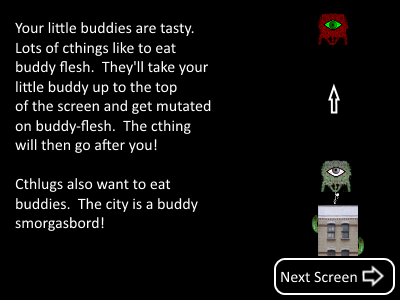 Your little buddies are tasty.
Lots of cthings like to eat
buddy flesh.  They'll take your
little buddy up to the top
of the screen and get mutated
on buddy-flesh.  The cthing
will then go after you!

Cthlugs also want to eat
buddies.  The city is a buddy
smorgasbord!
Next Screen